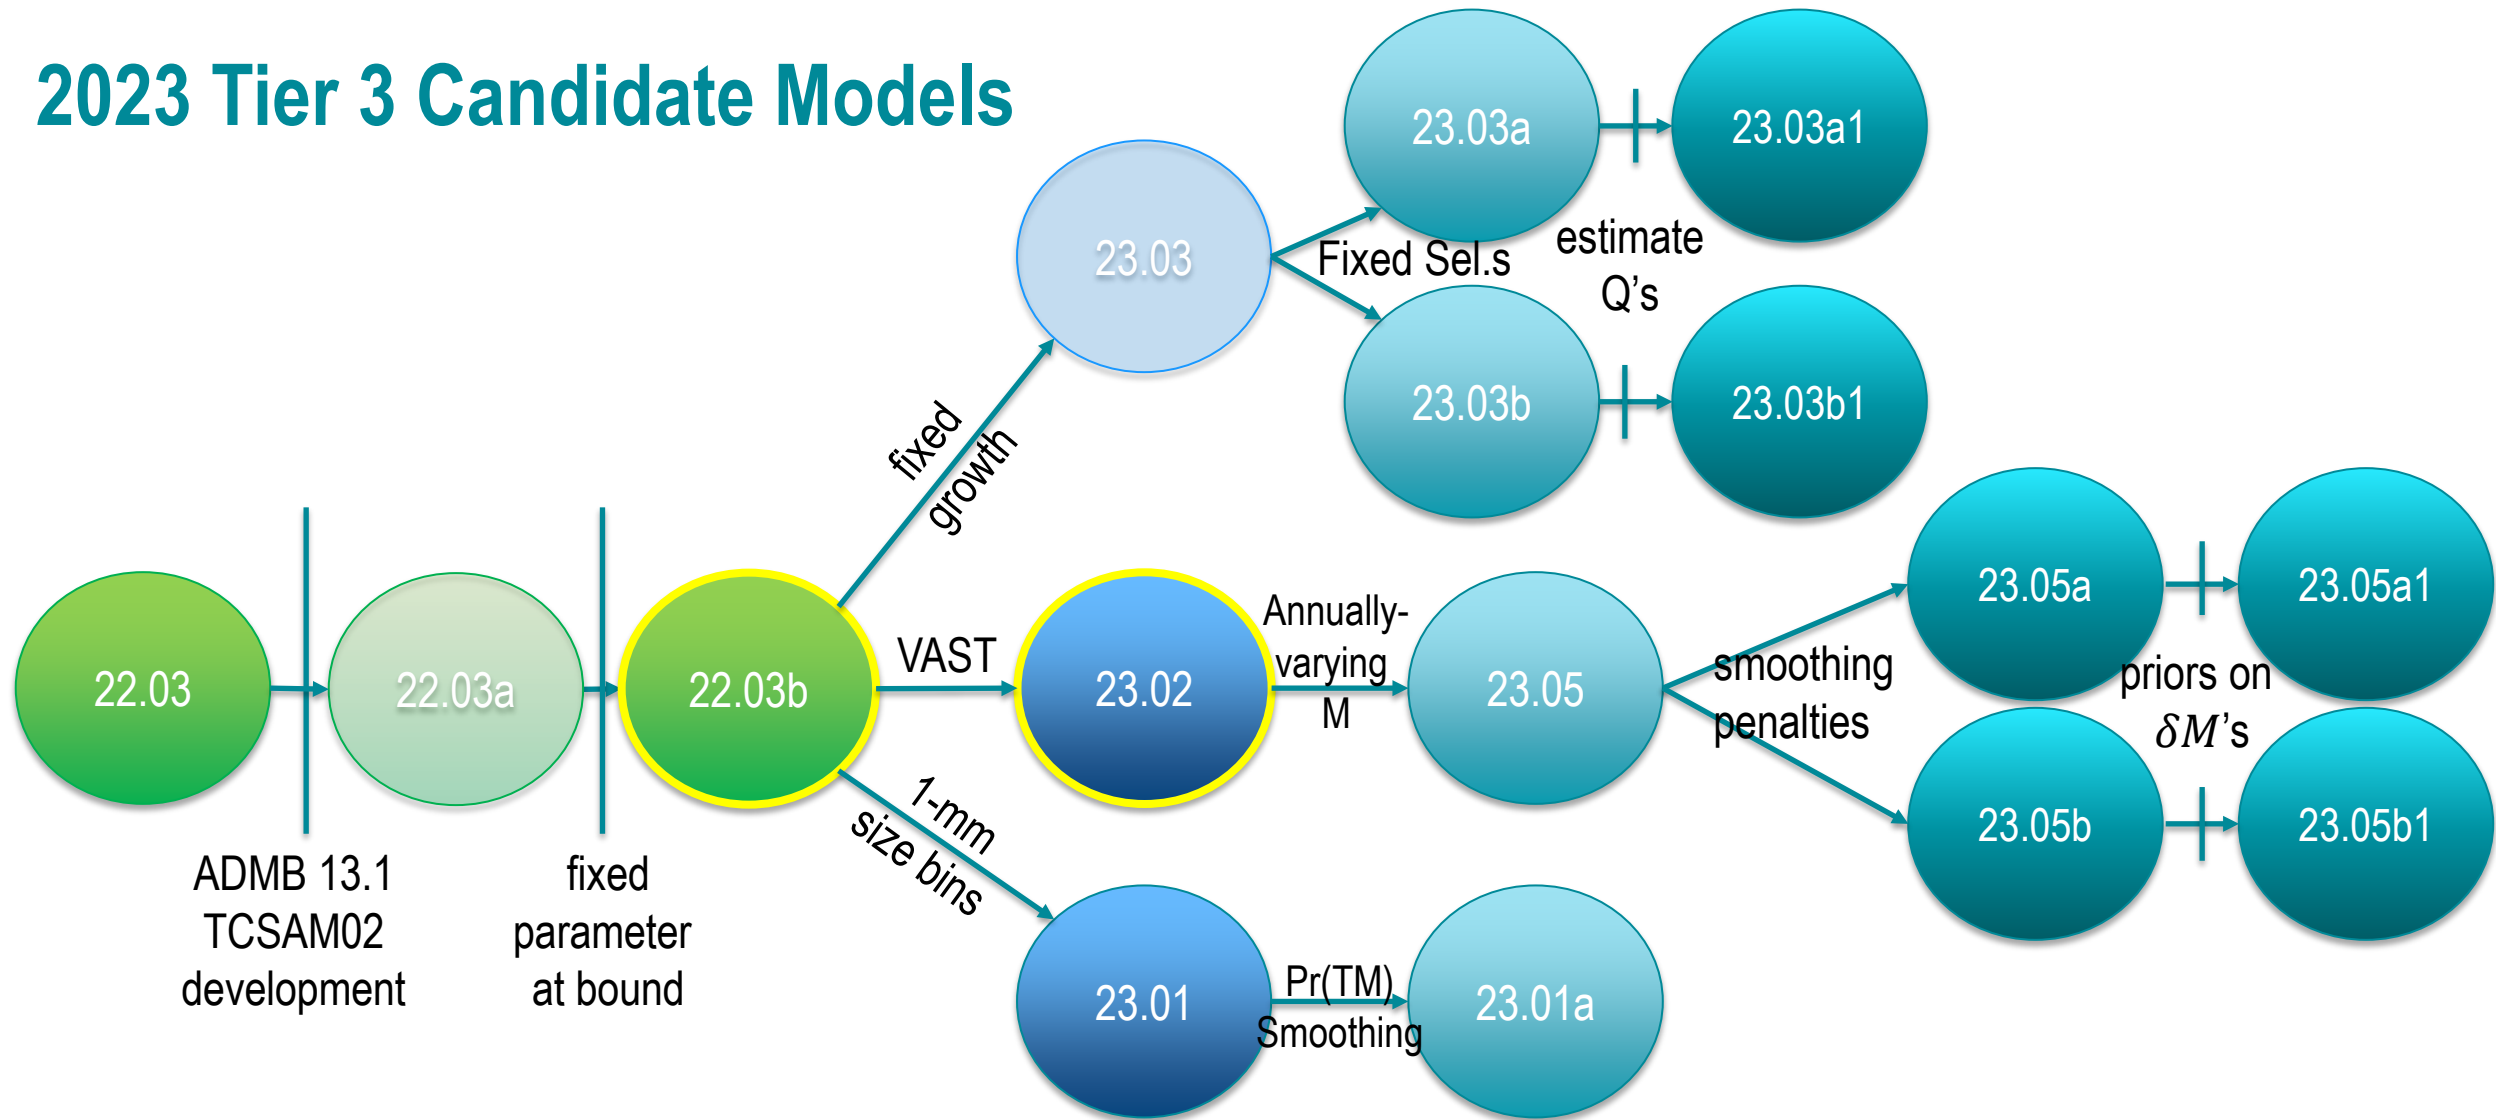 2023 Tier 3 Candidate Models
23.03a
23.03a1
23.03
Fixed Sel.s
estimate
Q’s
23.03b
23.03b1
fixed
growth
22.03
22.03a
22.03b
VAST
23.02
Annually-
varying
M
23.05
smoothing
penalties
23.05a
23.05a1
priors on
δM’s
23.05b
23.05b1
ADMB 13.1
TCSAM02
development
fixed
parameter
at bound
1-mm
size bins
23.01
Pr(TM)
Smoothing
23.01a